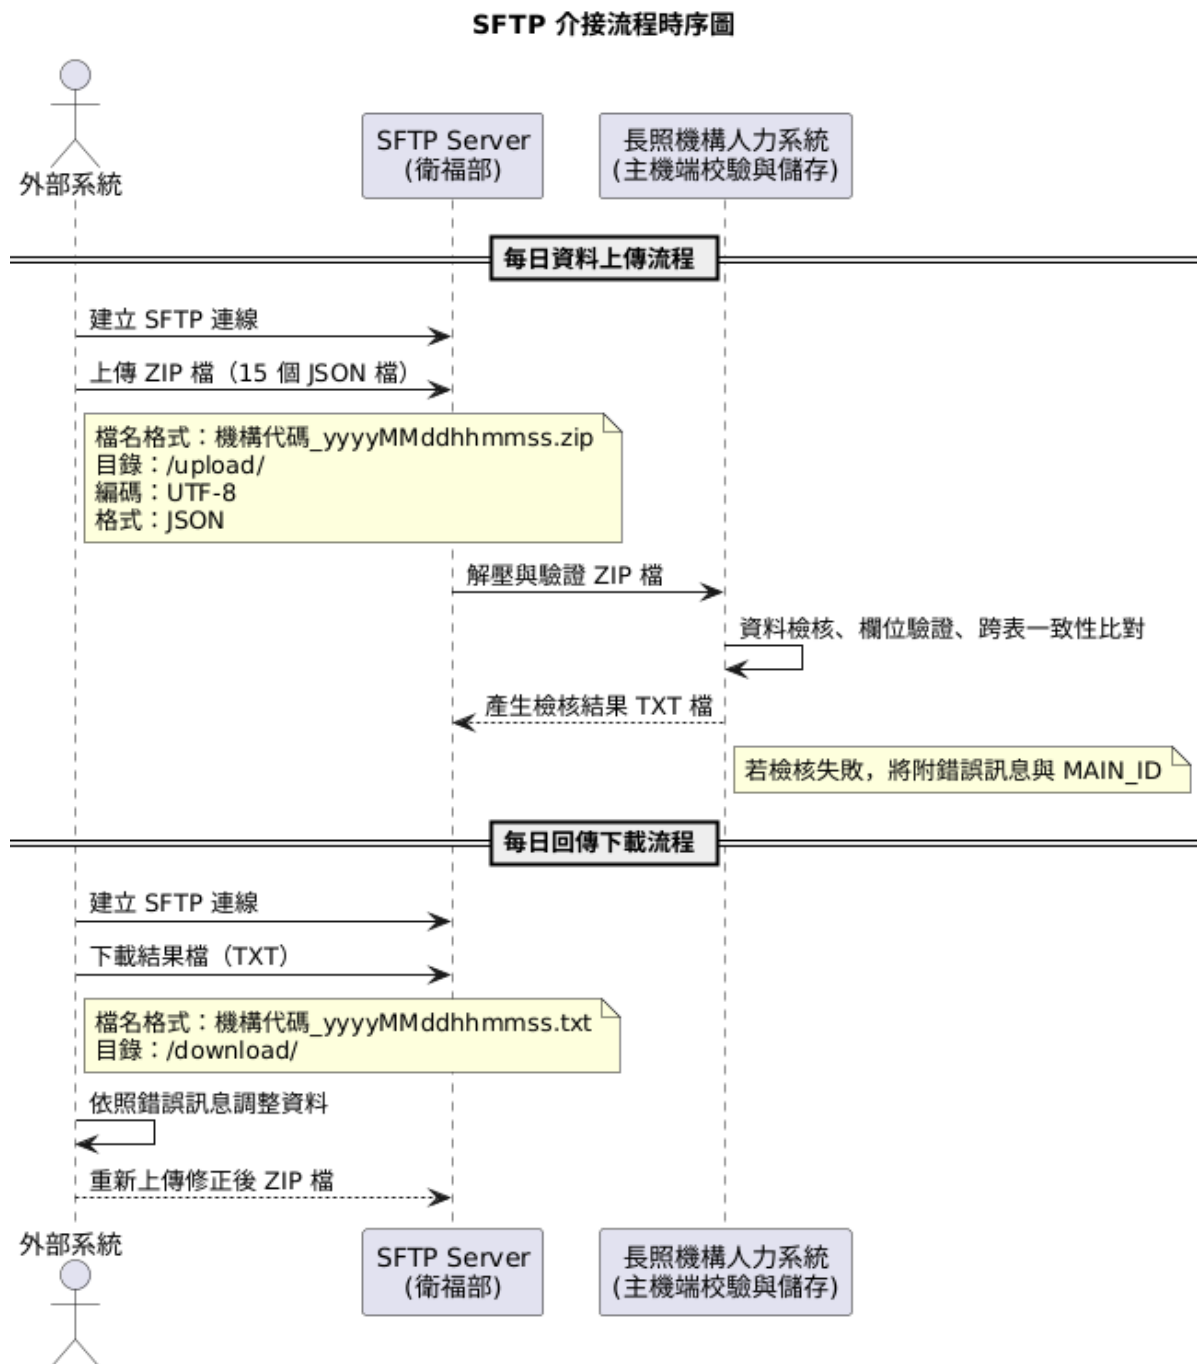 SFTP 介接流程時序圖
外部系統
SFTP Server
(衛福部)
長照機構人力系統
(主機端校驗與儲存)
每日資料上傳流程
建立 SFTP 連線
上傳 ZIP 檔（15 個 JSON 檔）
檔名格式：機構代碼_yyyyMMddhhmmss.zip
目錄：/upload/
編碼：UTF-8
格式：JSON
解壓與驗證 ZIP 檔
資料檢核、欄位驗證、跨表一致性比對
產生檢核結果 TXT 檔
若檢核失敗，將附錯誤訊息與 MAIN_ID
每日回傳下載流程
建立 SFTP 連線
下載結果檔（TXT）
檔名格式：機構代碼_yyyyMMddhhmmss.txt
目錄：/download/
依照錯誤訊息調整資料
重新上傳修正後 ZIP 檔
外部系統
SFTP Server
(衛福部)
長照機構人力系統
(主機端校驗與儲存)